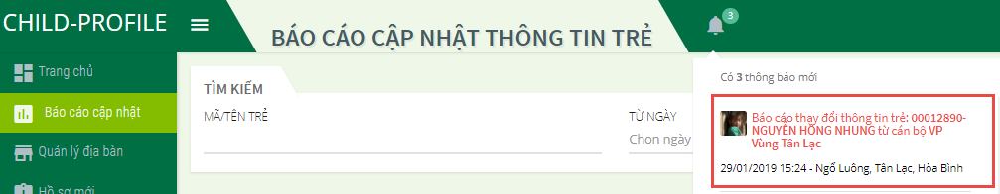 CHILD-PROFILE
BÁO CÁO CẬP NHẬT THÔNG TIN TRẺ
3
Trang chủ
Báo cáo cập nhật
Quản lý địa bàn
Hồ sơ mới
TÌM KIẾM
MÃ/TÊN TRẺ
TỪ NGÀY
Chọn ngày
Có 3 thông báo mới
Báo cáo thay đổi thông tin trẻ: 00012890-
NGUYỄN HỒNG NHUNG từ cán bộ VP
Vùng Tân Lạc
29/01/2019 15:24 - Ngổ Luông, Tân Lạc, Hòa Bình